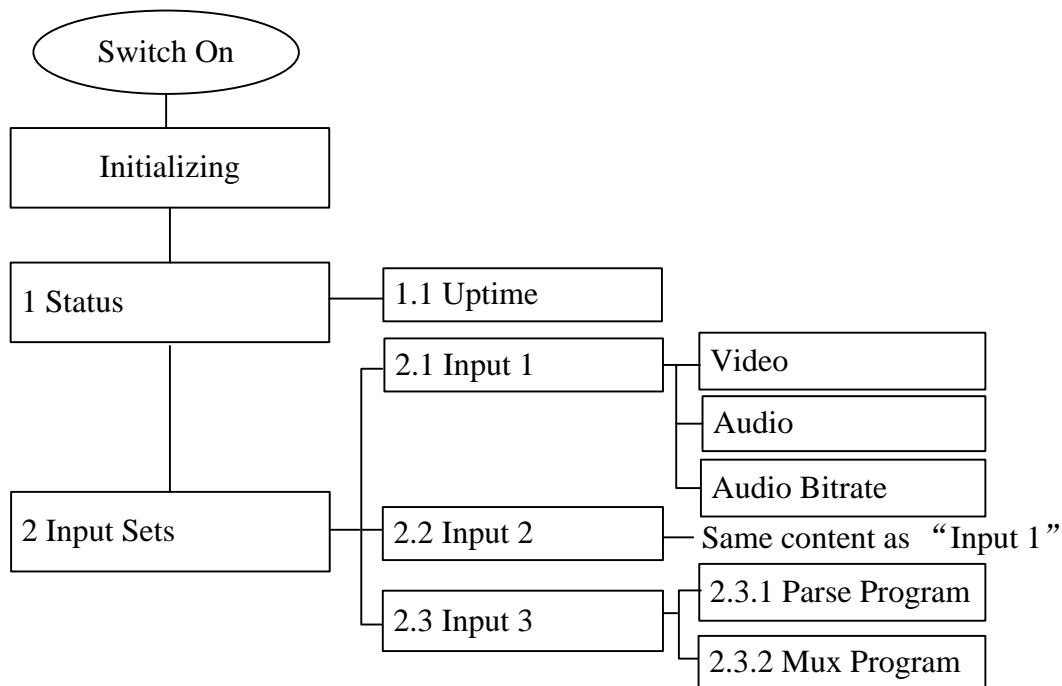 Switch On
Initializing
1 Status
1.1 Uptime
2.1 Input 1
Video
Audio
Audio Bitrate
2 Input Sets
2.2 Input 2
Same content as “Input 1”
2.3 Input 3
2.3.1 Parse Program
2.3.2 Mux Program